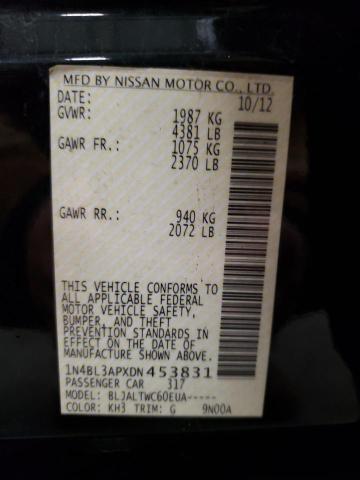 MFD BY NISSAN MOTOR CO., LTD.
DATE: 10/12
GVWR: 1987 KG
4381 LB
GAWR FR.: 1075 KG
2370 LB
GAWR RR.: 940 KG
2072 LB
THIS VEHICLE CONFORMS TO
ALL APPLICABLE FEDERAL
MOTOR VEHICLE SAFETY,
BUMPER, AND THEFT
PREVENTION STANDARDS IN
EFFECT ON THE DATE OF
MANUFACTURE SHOWN ABOVE.
1N4BL3APXDN 453831
PASSENGER CAR 317
MODEL: BLJALTWC60EUA-----
COLOR: KH3 TRIM: G 9N00A